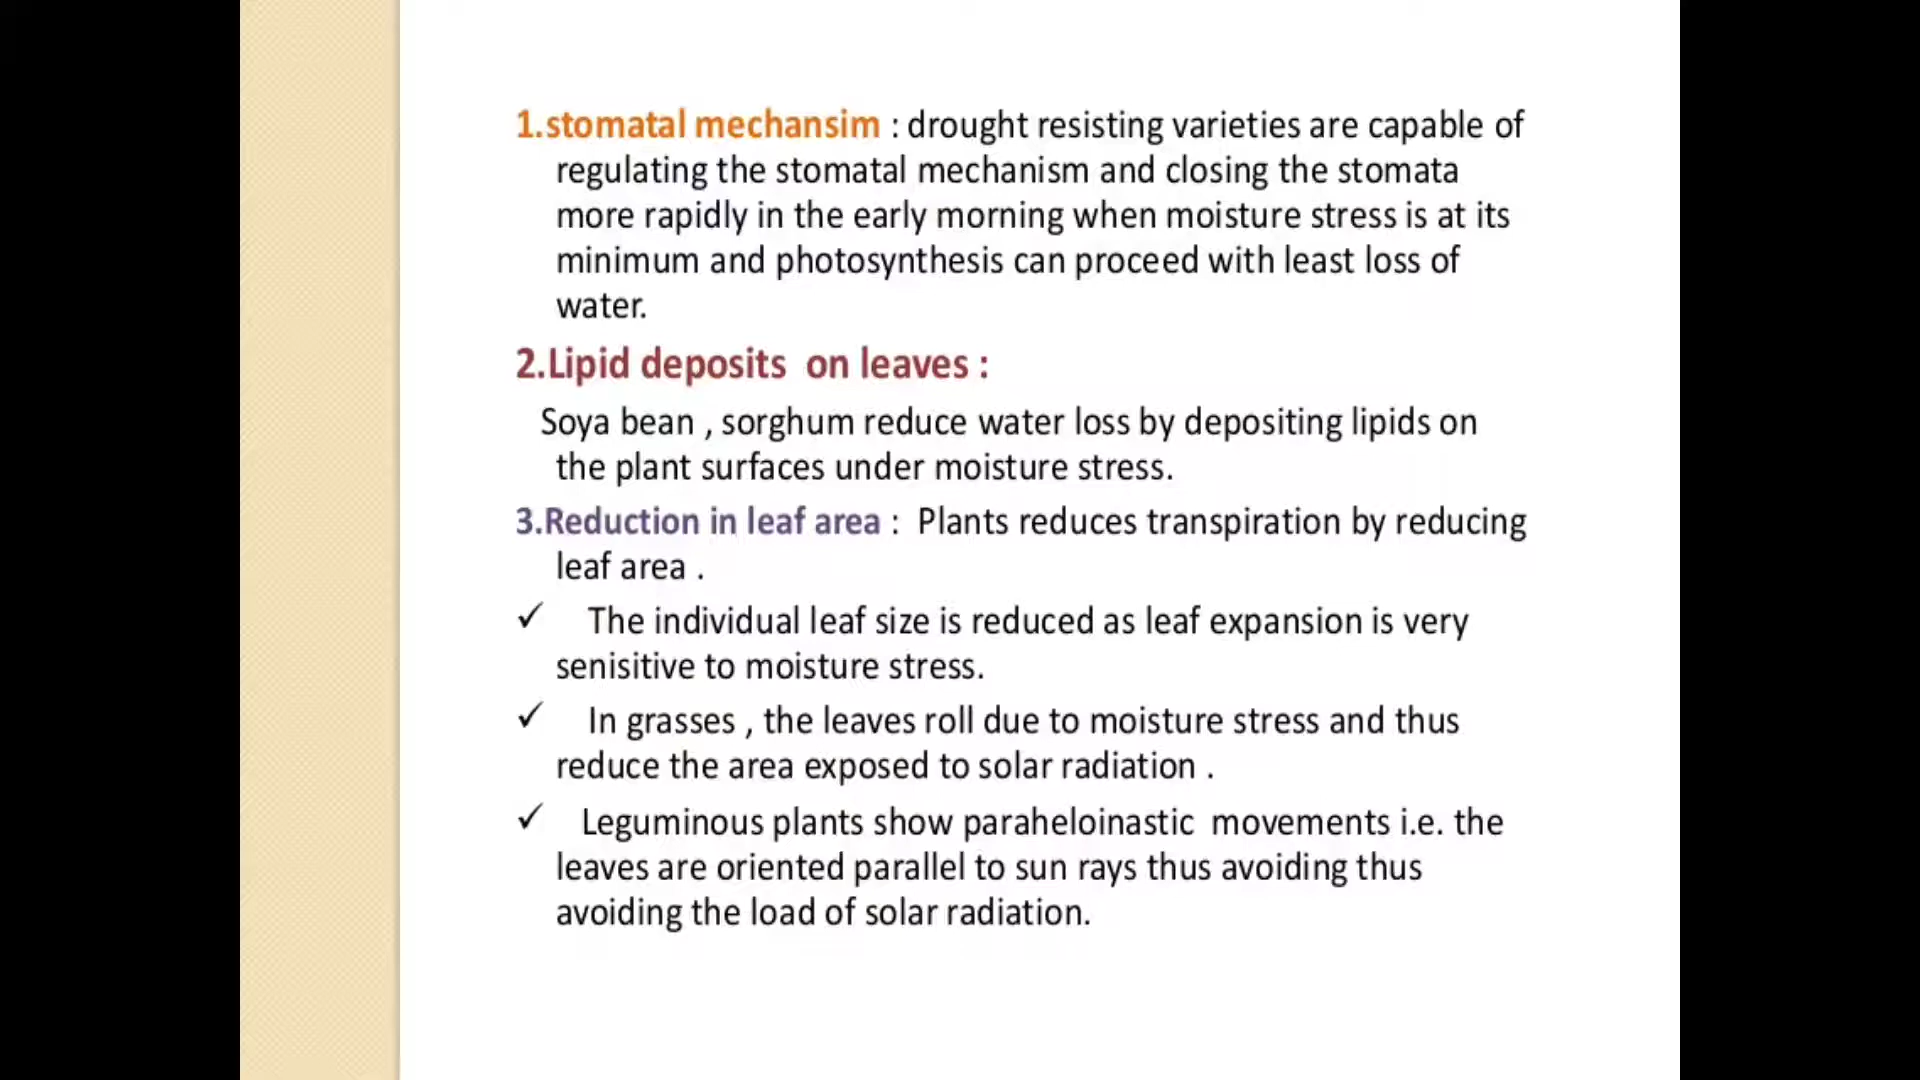 1.stomatal mechansim : drought resisting varieties are capable of
regulating the stomatal mechanism and closing the stomata
more rapidly in the early morning when moisture stress is at its
minimum and photosynthesis can proceed with least loss of
water.
2.Lipid deposits on leaves :
Soya bean , sorghum reduce water loss by depositing lipids on
the plant surfaces under moisture stress.
3.Reduction in leaf area : Plants reduces transpiration by reducing
leaf area .
✓ The individual leaf size is reduced as leaf expansion is very
senisitive to moisture stress.
✓ In grasses , the leaves roll due to moisture stress and thus
reduce the area exposed to solar radiation .
✓ Leguminous plants show paraheloinastic movements i.e. the
leaves are oriented parallel to sun rays thus avoiding thus
avoiding the load of solar radiation.